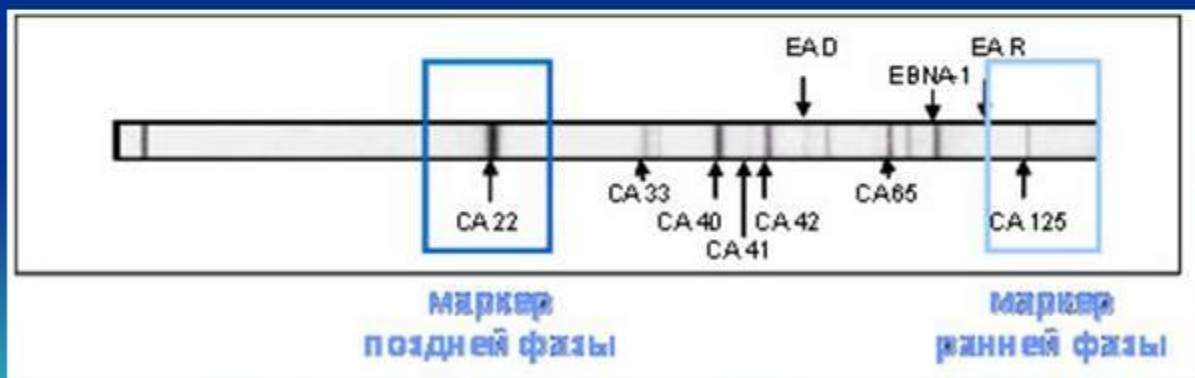 EA D
EA R
EBNA-1
CA 22
CA 33
CA 40
CA 41
CA 42
CA65
CA 125
маркер
поздней фазы
маркер
ранней фазы